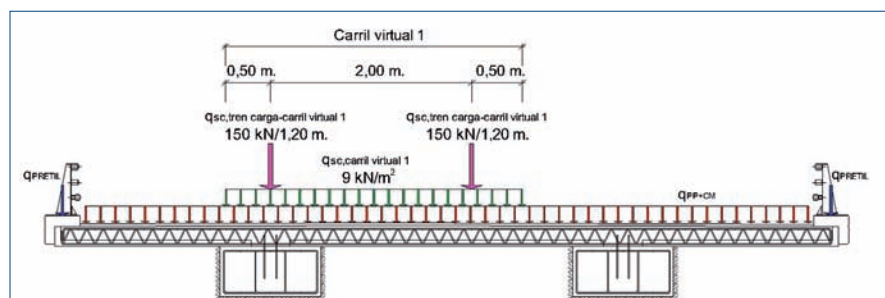 Carril virtual 1
0,50 m.
2,00 m.
0,50 m.
qsc,tren carga-carril virtual 1
150 kN/1,20 m.
qsc,tren carga-carril virtual 1
150 kN/1,20 m.
qPRETIL
qsc,carril virtual 1
9 kN/m²
qPP+CM
qPRETIL